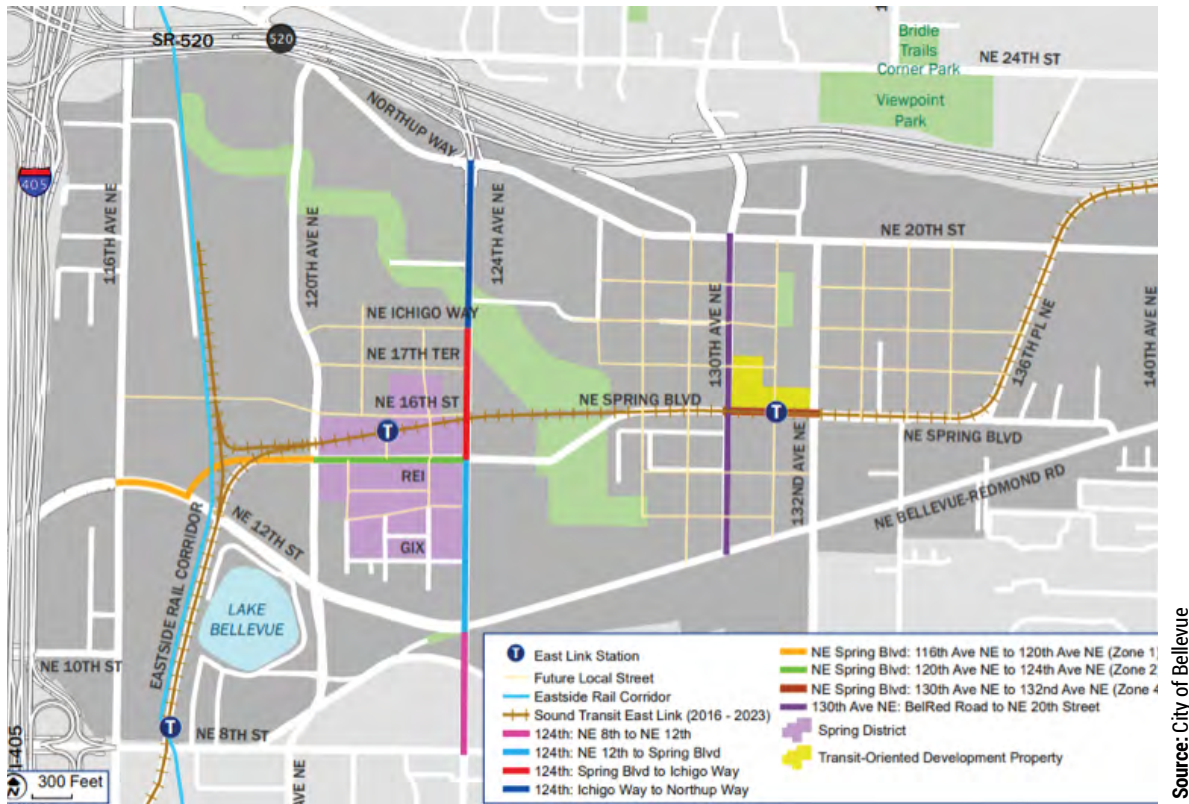 SR-520
520
Bridle
Trails
Corner Park
NE 24TH ST
Viewpoint
Park
NORTHUP WAY
405
116TH AVE NE
120TH AVE NE
124TH AVE NE
NE 20TH ST
130TH AVE NE
136TH PL NE
140TH AVE NE
NE ICHIGO WAY
NE 17TH TER
NE 16TH ST
T
NE SPRING BLVD
T
NE SPRING BLVD
132ND AVE NE
REI
NE BELLEVUE-REDMOND RD
GIX
NE 12TH ST
EASTSIDE RAIL CORRIDOR
LAKE
BELLEVUE
NE 10TH ST
T
NE 8TH ST
I-405
300 Feet
AVE NE
T East Link Station
Future Local Street
Eastside Rail Corridor
Sound Transit East Link (2016 - 2023)
124th: NE 8th to NE 12th
124th: NE 12th to Spring Blvd
124th: Spring Blvd to Ichigo Way
124th: Ichigo Way to Northup Way
NE Spring Blvd: 116th Ave NE to 120th Ave NE (Zone 1)
NE Spring Blvd: 120th Ave NE to 124th Ave NE (Zone 2
NE Spring Blvd: 130th Ave NE to 132nd Ave NE (Zone 4
130th Ave NE: BelRed Road to NE 20th Street
Spring District
Transit-Oriented Development Property
Source: City of Bellevue